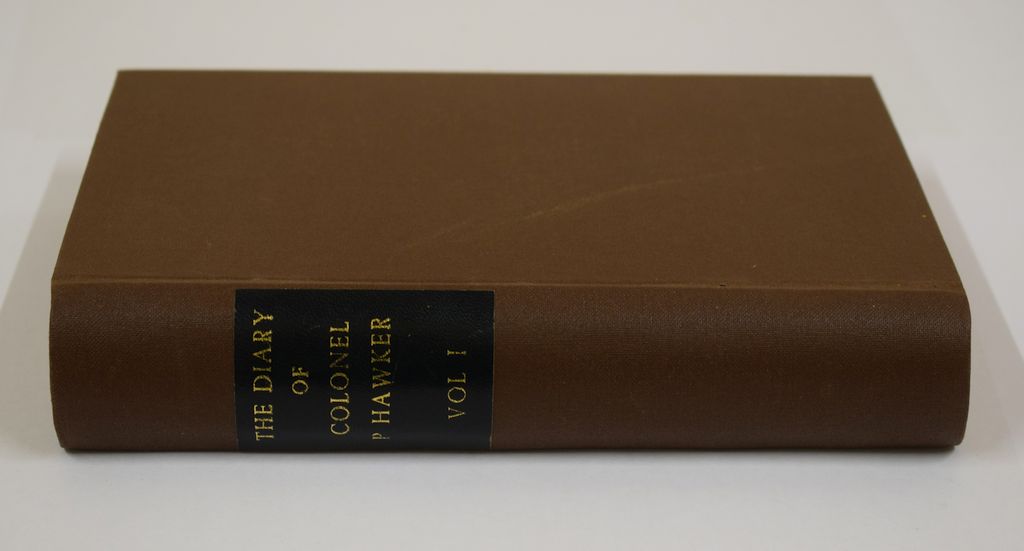 THE DIARY
OF
COLONEL
P HAWKER
VOL I